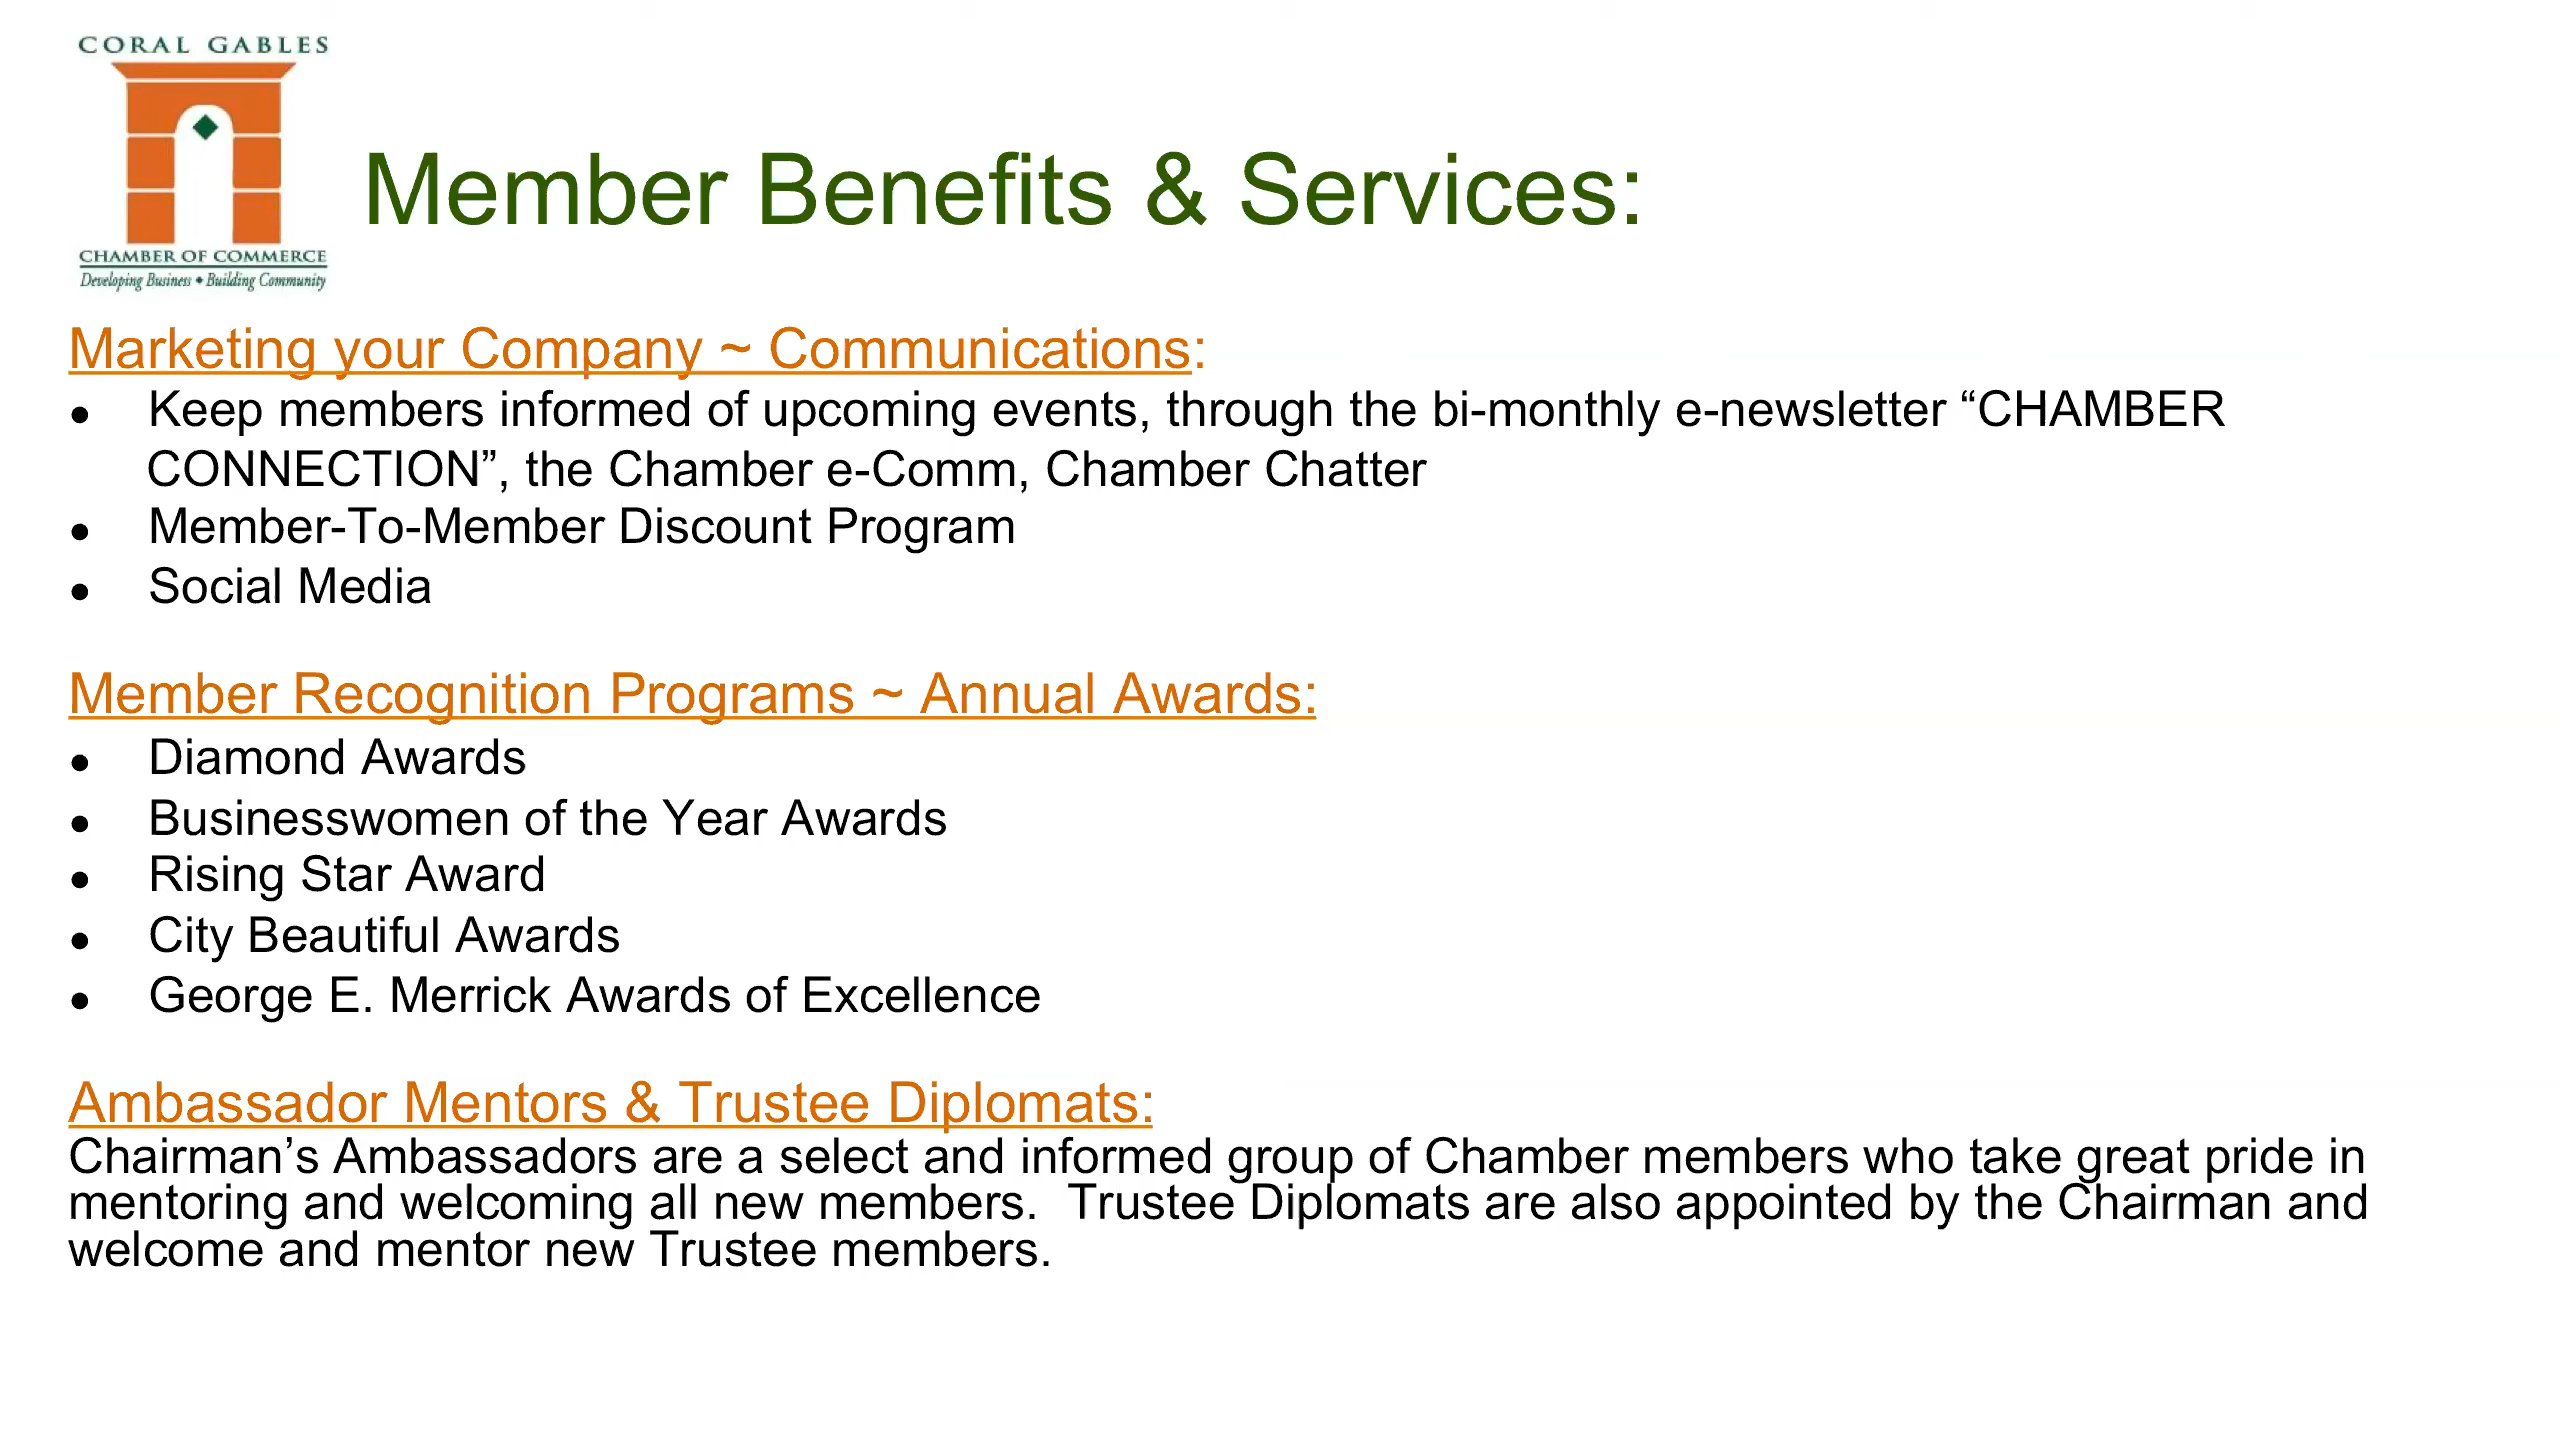 CORAL GABLES
CHAMBER OF COMMERCE
Developing Business ◆ Building Community
Member Benefits & Services:
Marketing your Company ~ Communications:
● Keep members informed of upcoming events, through the bi-monthly e-newsletter “CHAMBER
CONNECTION”, the Chamber e-Comm, Chamber Chatter
● Member-To-Member Discount Program
● Social Media
Member Recognition Programs ~ Annual Awards:
● Diamond Awards
● Businesswomen of the Year Awards
● Rising Star Award
● City Beautiful Awards
● George E. Merrick Awards of Excellence
Ambassador Mentors & Trustee Diplomats:
Chairman’s Ambassadors are a select and informed group of Chamber members who take great pride in
mentoring and welcoming all new members.  Trustee Diplomats are also appointed by the Chairman and
welcome and mentor new Trustee members.